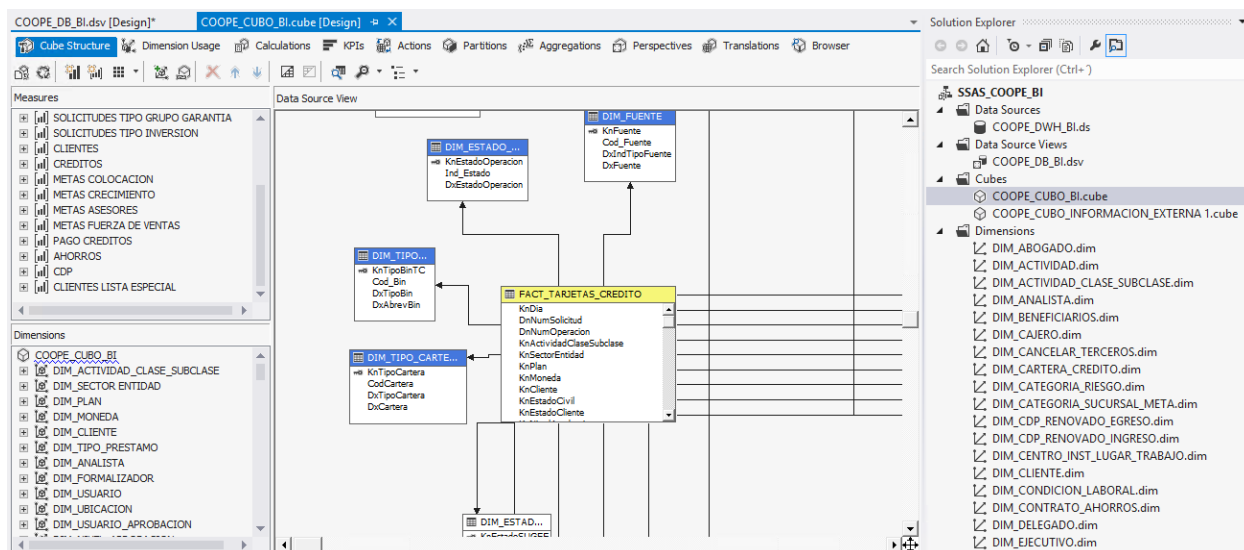 COOPE_DB_BI.dsv [Design]*
COOPE_CUBO_BI.cube [Design]
Cube Structure
Dimension Usage
Calculations
KPIs
Actions
Partitions
Aggregations
Perspectives
Translations
Browser
Measures
SOLICITUDES TIPO GRUPO GARANTIA
SOLICITUDES TIPO INVERSION
CLIENTES
CREDITOS
METAS COLOCACION
METAS CRECIMIENTO
METAS ASESORES
METAS FUERZA DE VENTAS
PAGO CREDITOS
AHORROS
CDP
CLIENTES LISTA ESPECIAL
Dimensions
COOPE_CUBO_BI
DIM_ACTIVIDAD_CLASE_SUBCLASE
DIM_SECTOR ENTIDAD
DIM_PLAN
DIM_MONEDA
DIM_CLIENTE
DIM_TIPO_PRESTAMO
DIM_ANALISTA
DIM_FORMALIZADOR
DIM_USUARIO
DIM_UBICACION
DIM_USUARIO_APROBACION
Data Source View
DIM_ESTADO_...
KnEstadoOperacion
Ind_Estado
DxEstadoOperacion
DIM_FUENTE
KnFuente
Cod_Fuente
DxIndTipoFuente
DxFuente
DIM_TIPO...
KnTipoBinTC
Cod_Bin
DxTipoBin
DxAbrevBin
DIM_TIPO_CARTE...
KnTipoCartera
CodCartera
DxTipoCartera
DxCartera
FACT_TARJETAS_CREDITO
KnDia
DnNumSolicitud
DnNumOperacion
KnActividadClaseSubclase
KnSectorEntidad
KnPlan
KnMoneda
KnCliente
KnEstadoCivil
KnEstadoCliente
DIM_ESTAD...
KnEstadoSUGEF
Solution Explorer
Search Solution Explorer (Ctrl+´)
SSAS_COOPE_BI
Data Sources
COOPE_DWH_BI.ds
Data Source Views
COOPE_DB_BI.dsv
Cubes
COOPE_CUBO_BI.cube
COOPE_CUBO_INFORMACION_EXTERNA 1.cube
Dimensions
DIM_ABOGADO.dim
DIM_ACTIVIDAD.dim
DIM_ACTIVIDAD_CLASE_SUBCLASE.dim
DIM_ANALISTA.dim
DIM_BENEFICIARIOS.dim
DIM_CAJERO.dim
DIM_CANCELAR_TERCEROS.dim
DIM_CARTERA_CREDITO.dim
DIM_CATEGORIA_RIESGO.dim
DIM_CATEGORIA_SUCURSAL_META.dim
DIM_CDP_RENOVADO_EGRESO.dim
DIM_CDP_RENOVADO_INGRESO.dim
DIM_CENTRO_INST_LUGAR_TRABAJO.dim
DIM_CLIENTE.dim
DIM_CONDICION_LABORAL.dim
DIM_CONTRATO_AHORROS.dim
DIM_DELEGADO.dim
DIM_EJECUTIVO.dim